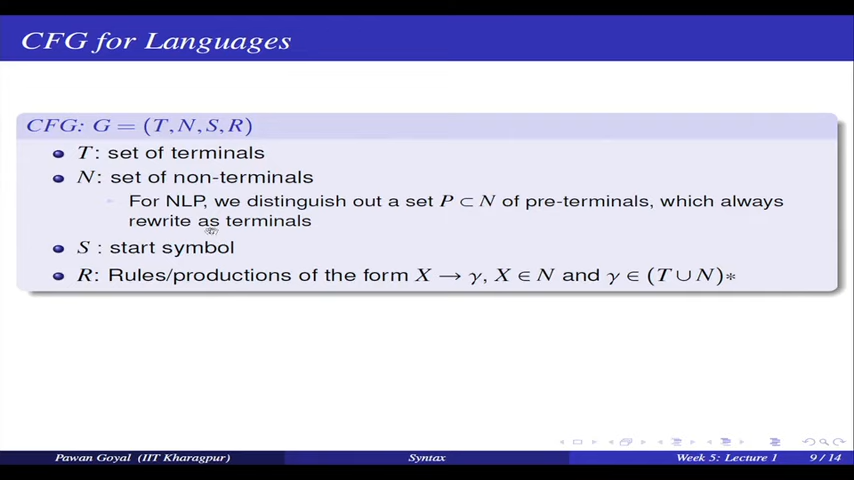 CFG for Languages
CFG: G = (T, N, S, R)
T: set of terminals
N: set of non-terminals
For NLP, we distinguish out a set P ⊂ N of pre-terminals, which always
rewrite as terminals
S : start symbol
R: Rules/productions of the form X → γ, X ∈ N and γ ∈ (T ∪ N)*
Pawan Goyal (IIT Kharagpur) Syntax Week 5: Lecture 1 9 / 14